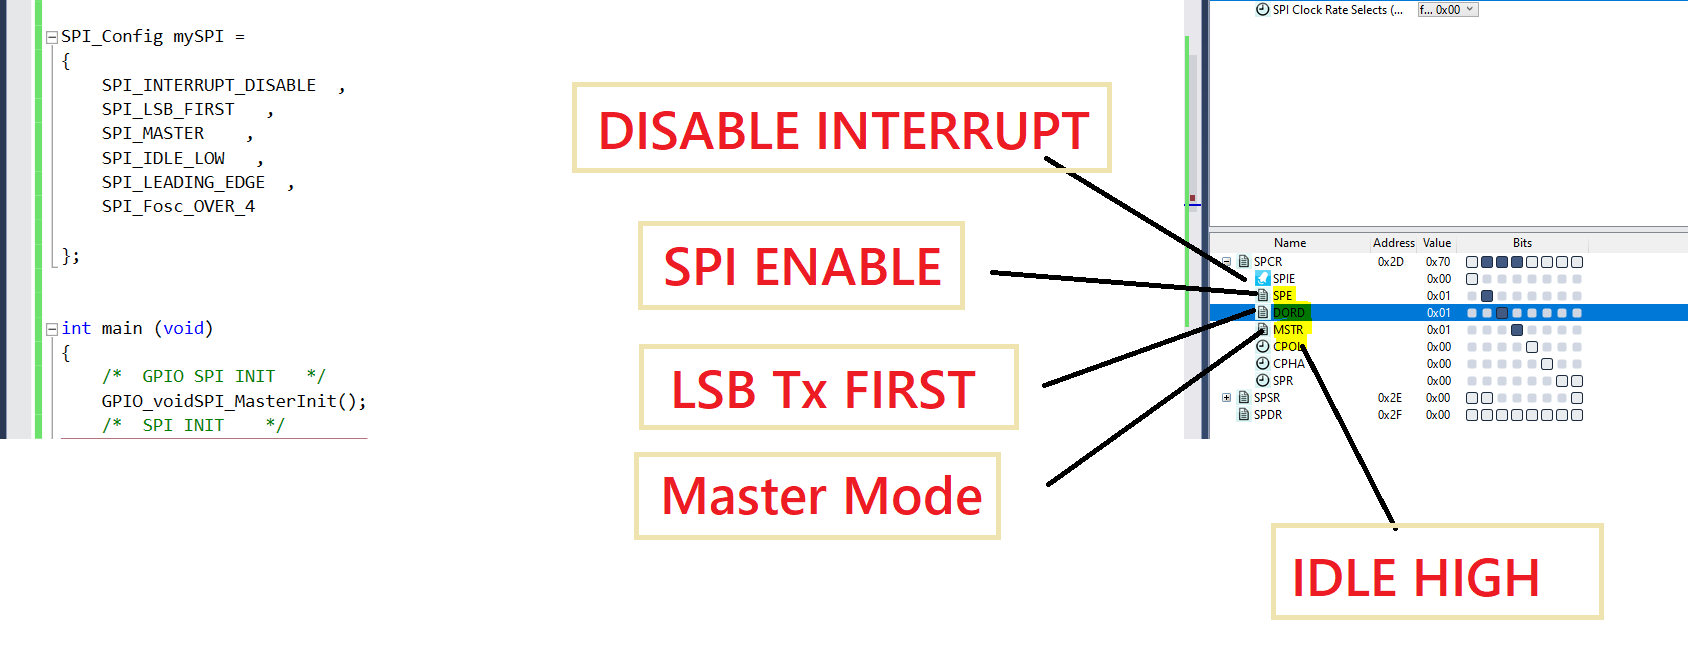 SPI_Config mySPI =
{
SPI_INTERRUPT_DISABLE  ,
SPI_LSB_FIRST   ,
SPI_MASTER    ,
SPI_IDLE_LOW   ,
SPI_LEADING_EDGE  ,
SPI_Fosc_OVER_4
};
int main (void)
{
/*  GPIO SPI INIT   */
GPIO_voidSPI_MasterInit();
/*  SPI INIT    */
DISABLE INTERRUPT
SPI ENABLE
LSB Tx FIRST
Master Mode
SPI Clock Rate Selects (... f... 0x00
Name Address Value Bits
SPCR 0x2D 0x70
SPIE 0x00
SPE 0x01
DORD 0x01
MSTR 0x01
CPOL 0x00
CPHA 0x00
SPR 0x00
SPSR 0x2E 0x00
SPDR 0x2F 0x00
IDLE HIGH